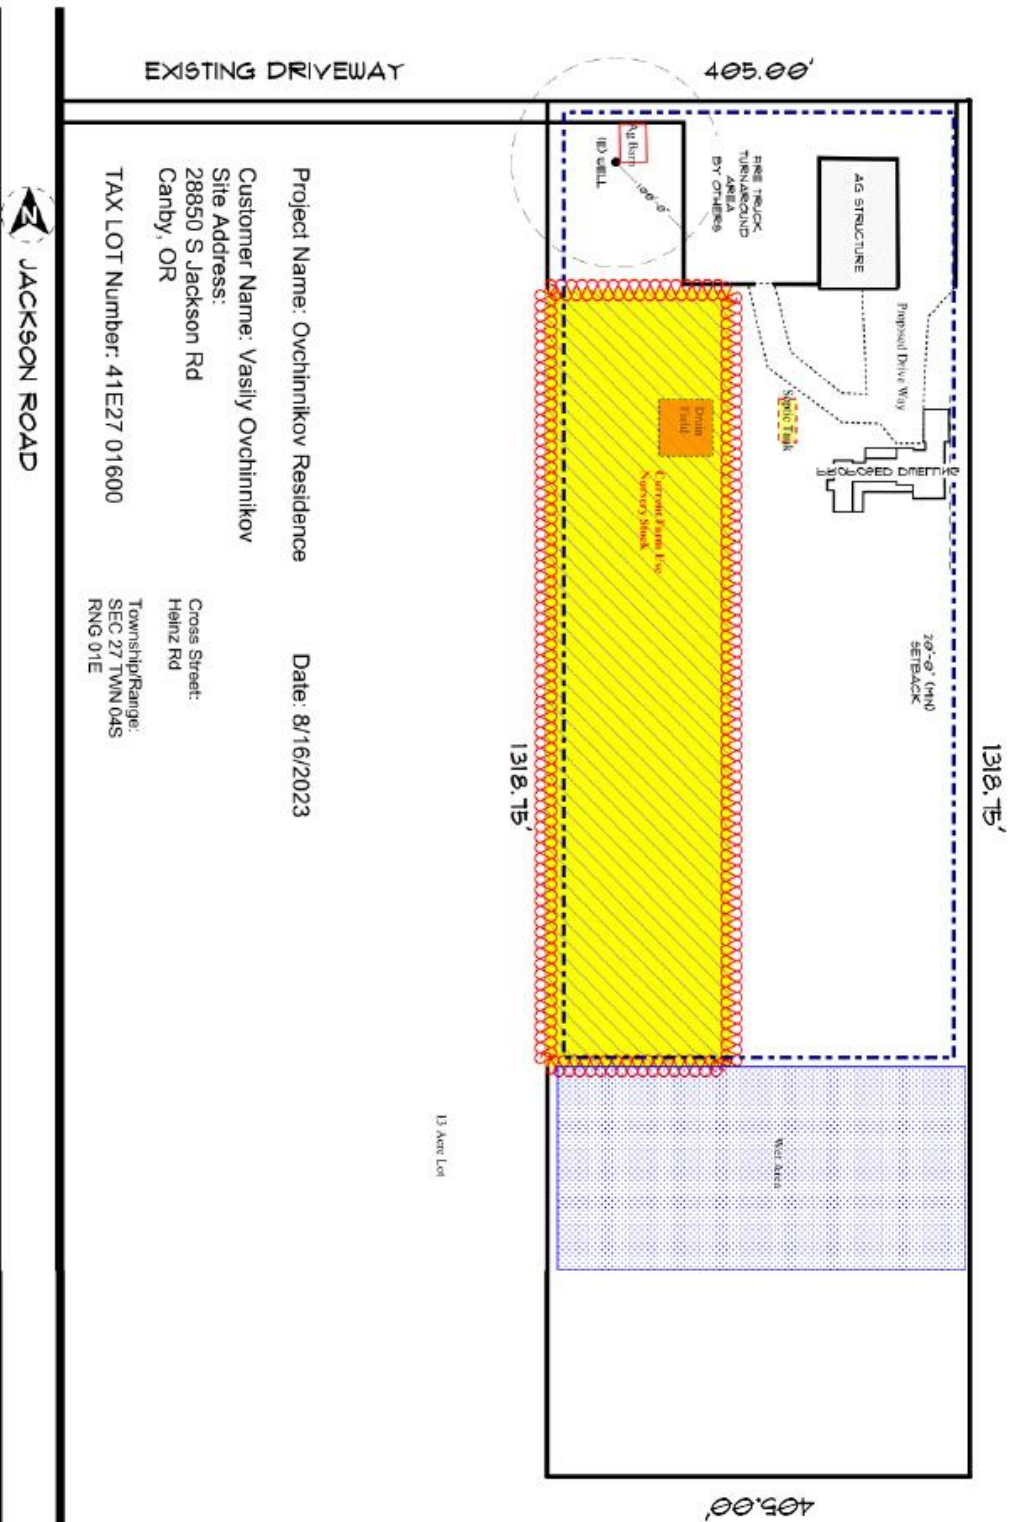 EXISTING DRIVEWAY
405.00'
Ag Barn
(E) WELL
100'-0"
FIRE TRUCK
TURNAROUND
AREA
BY OTHERS
AG STRUCTURE
Proposed Drive Way
Septic Tank
Drain
Field
PROPOSED DWELLING
Current Farm Use
Nursery Stock
20'-0" (MIN)
SETBACK
1318.75'
1318.75'
Wet Area
13 Acre Lot
405.00'
Project Name: Ovchinnikov Residence
Date: 8/16/2023
Customer Name: Vasily Ovchinnikov
Site Address:
28850 S Jackson Rd
Canby, OR
TAX LOT Number: 41E27 01600
Cross Street:
Heinz Rd
Township/Range:
SEC 27 TWN 04S
RNG 01E
N
JACKSON ROAD